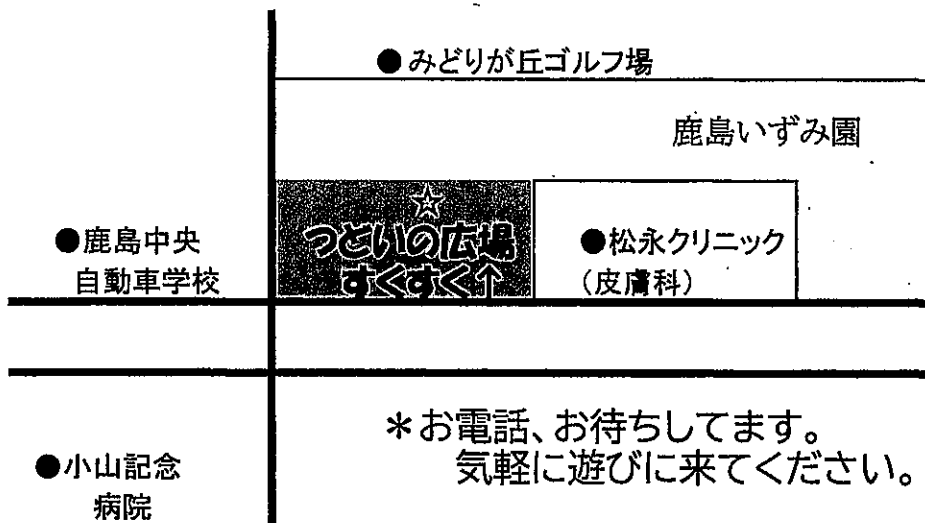 ●みどりが丘ゴルフ場
鹿島いずみ園
☆
つどいの広場
すくすく↑
●鹿島中央
自動車学校
●松永クリニック
(皮膚科)
＊お電話、お待ちしてます。
気軽に遊びに来てください。
●小山記念
病院